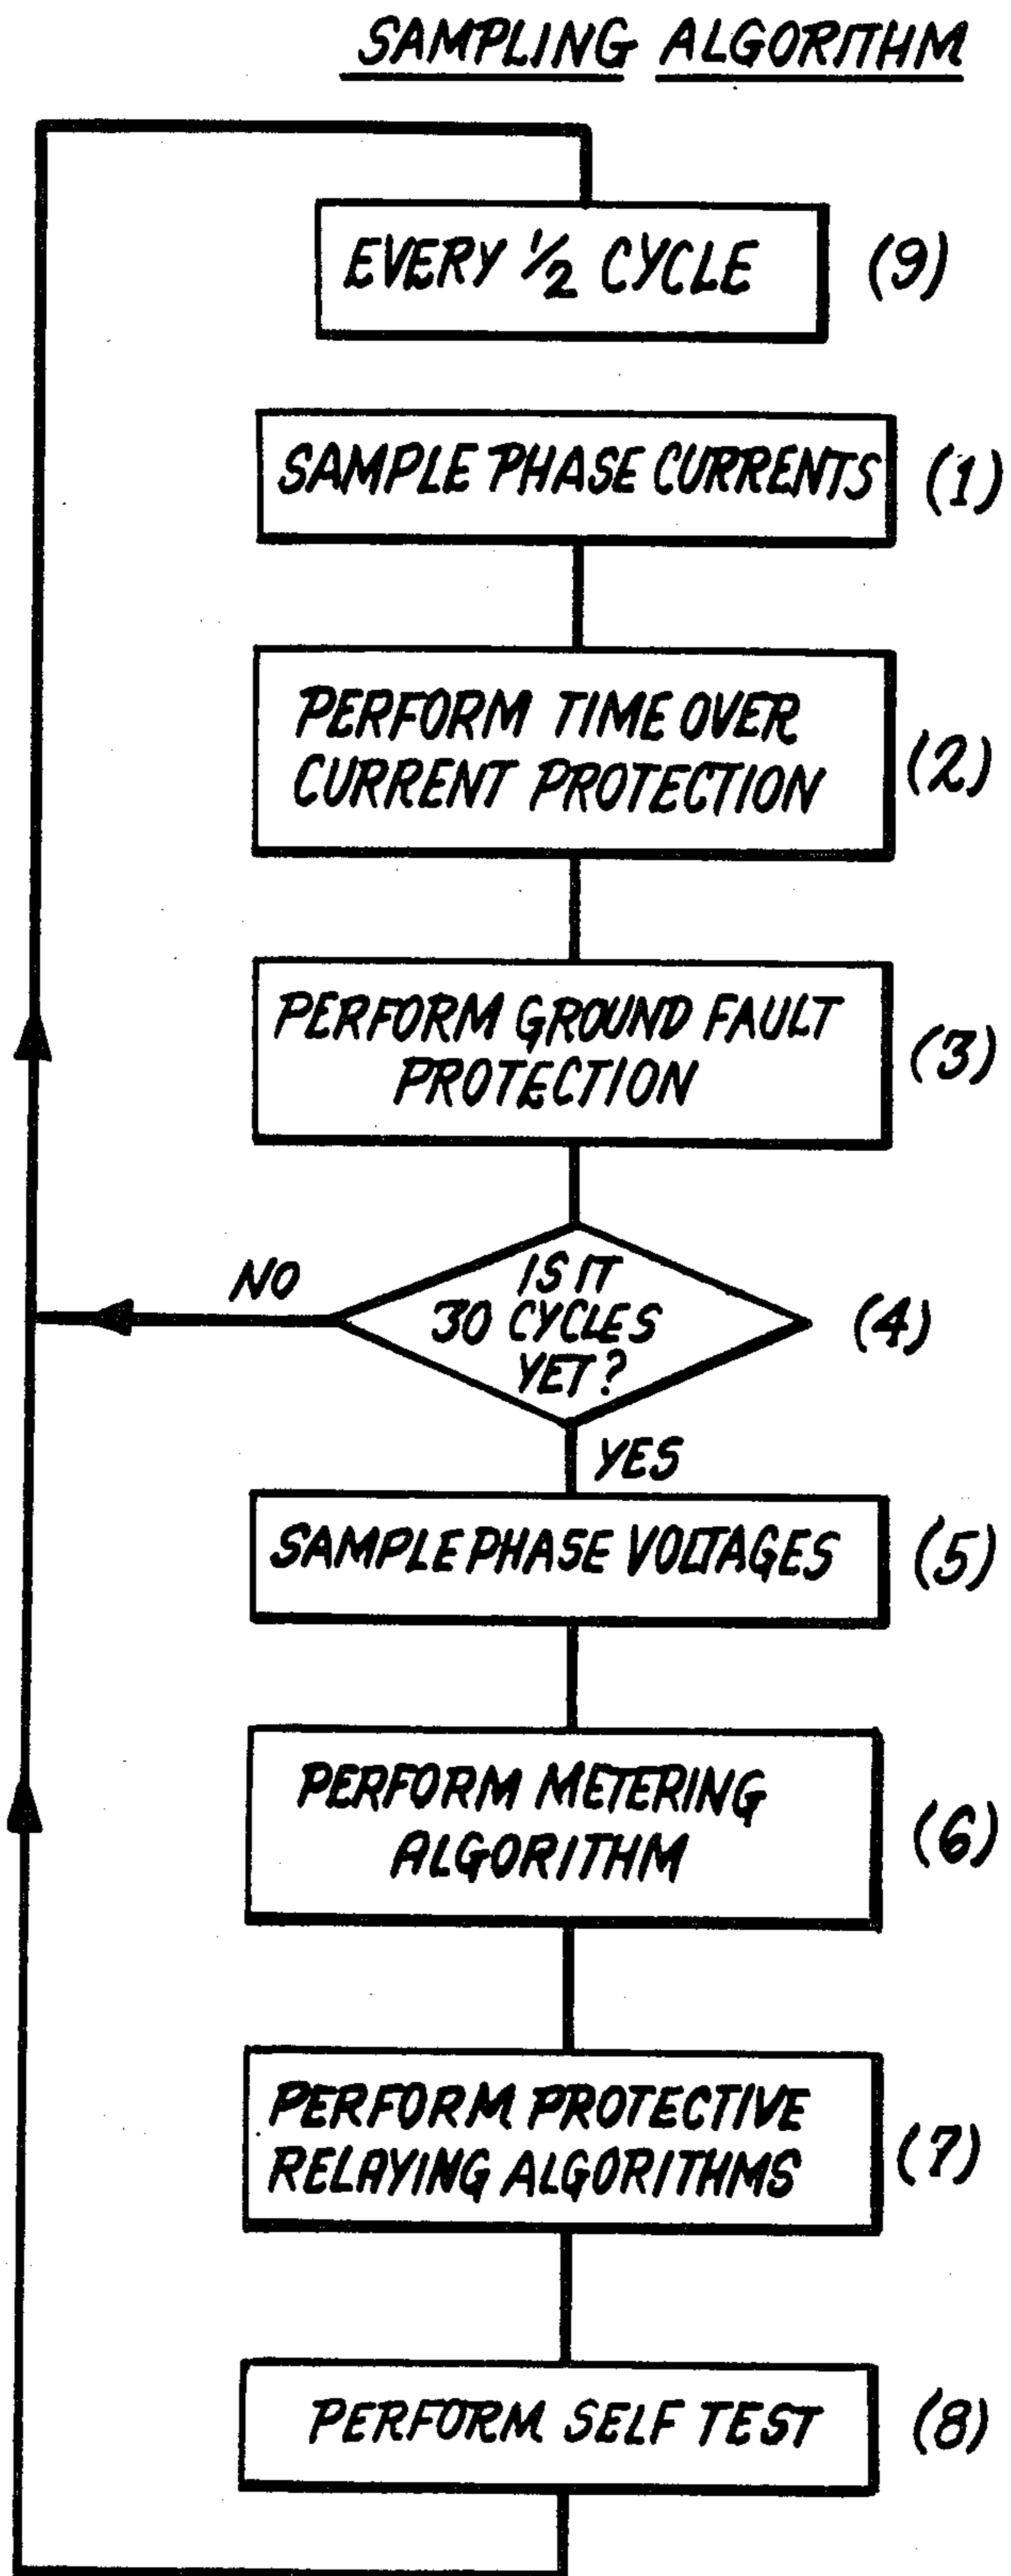 SAMPLING ALGORITHM
EVERY ½ CYCLE (9)
SAMPLE PHASE CURRENTS (1)
PERFORM TIME OVER
CURRENT PROTECTION
(2)
PERFORM GROUND FAULT
PROTECTION
(3)
IS IT
30 CYCLES
YET?
(4)
NO
YES
SAMPLE PHASE VOLTAGES (5)
PERFORM METERING
ALGORITHM
(6)
PERFORM PROTECTIVE
RELAYING ALGORITHMS
(7)
PERFORM SELF TEST (8)